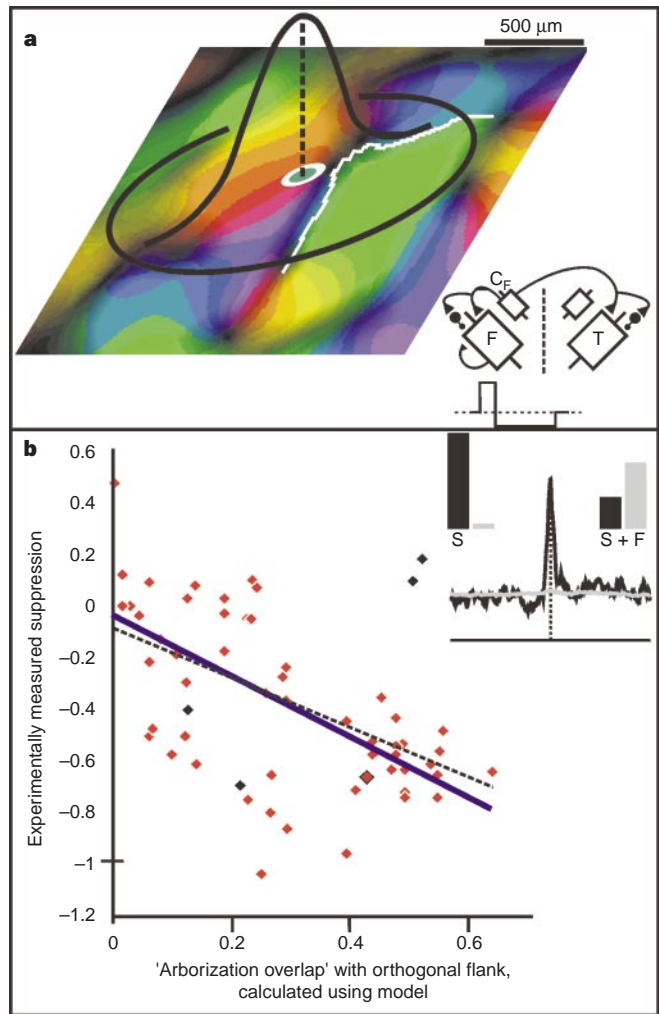 a
500 µm
C_F
F
T
b
0.6
0.4
0.2
0
–0.2
–0.4
–0.6
–0.8
–1
–1.2
Experimentally measured suppression
S
S + F
0
0.2
0.4
0.6
'Arborization overlap' with orthogonal flank,
calculated using model